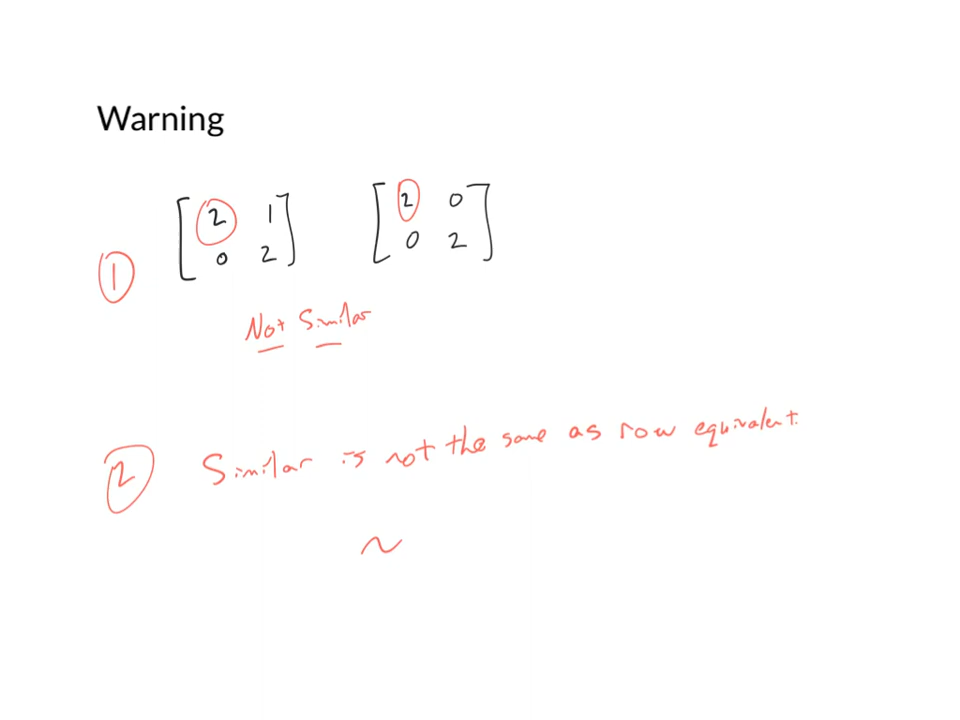 Warning
[2 1] [2 0]
① [0 2] [0 2]
Not Similar
② Similar is not the same as row equivalent.
~